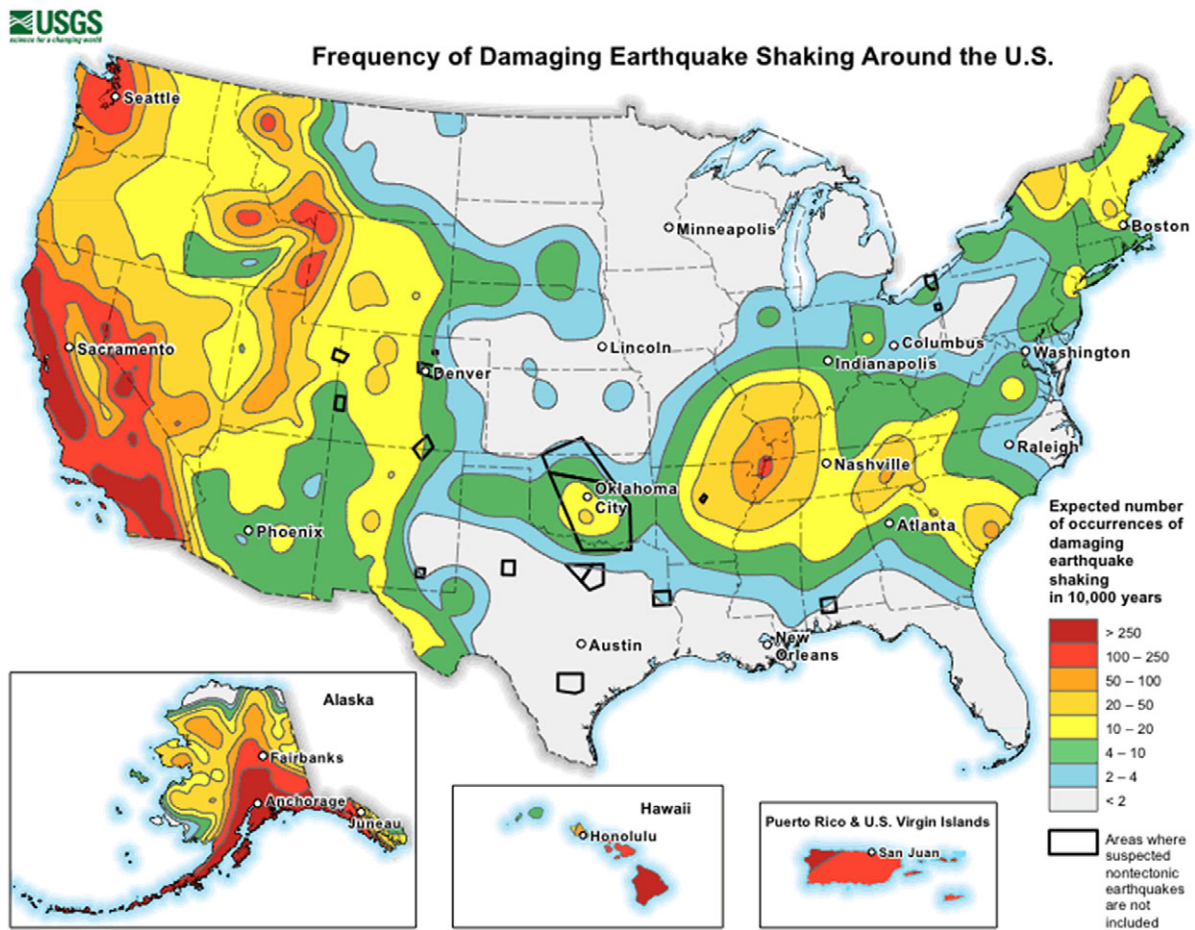 USGS
science for a changing world
Frequency of Damaging Earthquake Shaking Around the U.S.
Seattle
Minneapolis
Boston
Sacramento
Lincoln
Columbus
Washington
Denver
Indianapolis
Raleigh
Nashville
Oklahoma
City
Phoenix
Atlanta
Austin
New
Orleans
Expected number
of occurrences of
damaging
earthquake
shaking
in 10,000 years
> 250
100 – 250
50 – 100
20 – 50
10 – 20
4 – 10
2 – 4
< 2
Areas where
suspected
nontectonic
earthquakes
are not
included
Alaska
Fairbanks
Anchorage
Juneau
Hawaii
Honolulu
Puerto Rico & U.S. Virgin Islands
San Juan